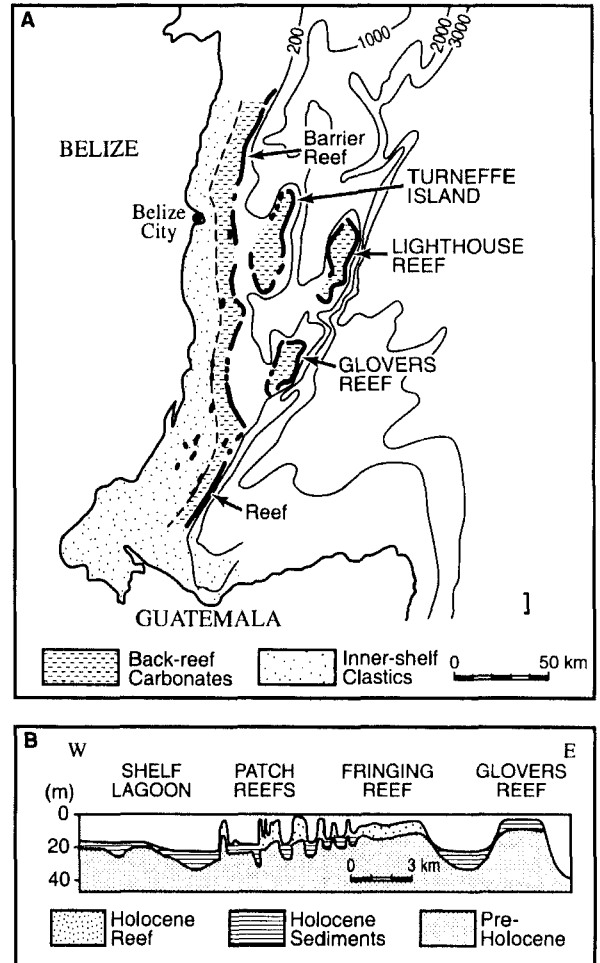 A
200
1000
2000
3000
BELIZE
Barrier
Reef
TURNEFFE
ISLAND
Belize
City
LIGHTHOUSE
REEF
GLOVERS
REEF
Reef
GUATEMALA
Back-reef
Carbonates
Inner-shelf
Clastics
0 50 km
B
W E
SHELF
LAGOON
PATCH
REEFS
FRINGING
REEF
GLOVERS
REEF
(m)
0
20
40
0 3 km
Holocene
Reef
Holocene
Sediments
Pre-
Holocene